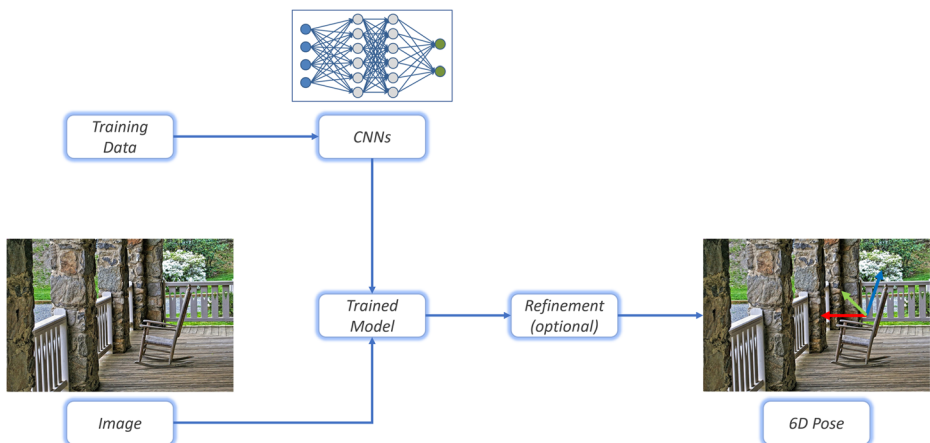 Training
Data
CNNs
Trained
Model
Refinement
(optional)
Image
6D Pose